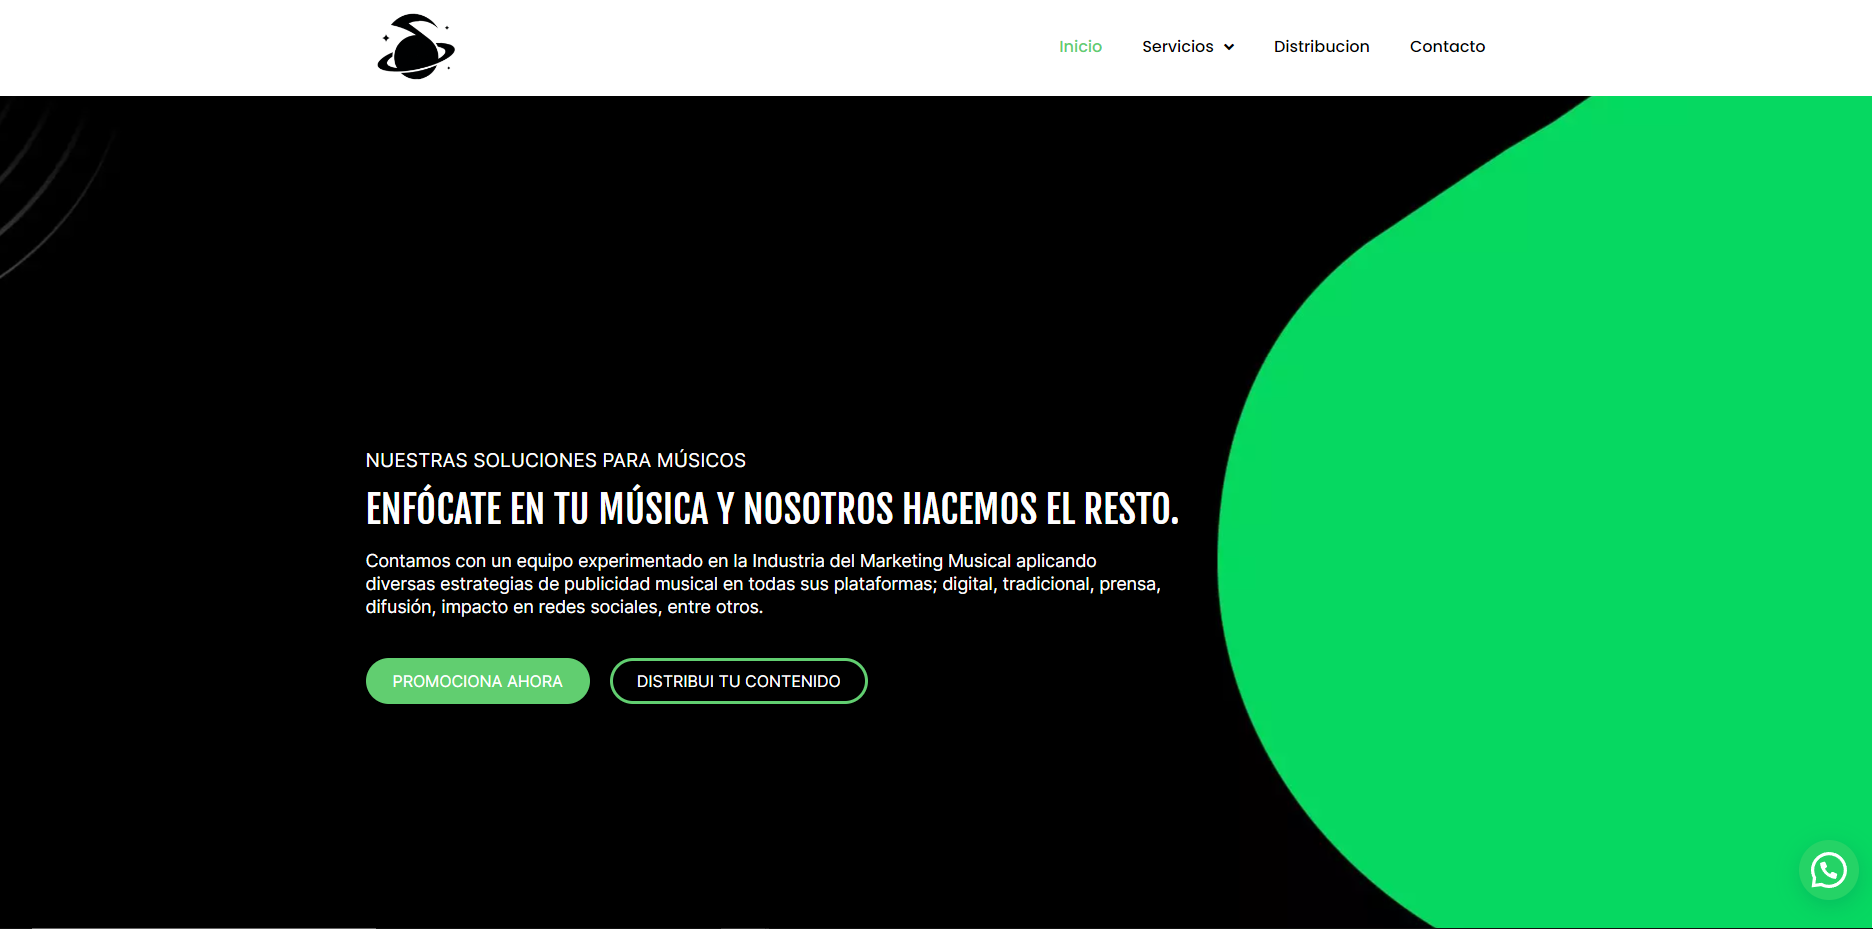 Inicio
Servicios
Distribucion
Contacto
NUESTRAS SOLUCIONES PARA MÚSICOS
ENFÓCATE EN TU MÚSICA Y NOSOTROS HACEMOS EL RESTO.
Contamos con un equipo experimentado en la Industria del Marketing Musical aplicando
diversas estrategias de publicidad musical en todas sus plataformas; digital, tradicional, prensa,
difusión, impacto en redes sociales, entre otros.
PROMOCIONA AHORA
DISTRIBUI TU CONTENIDO